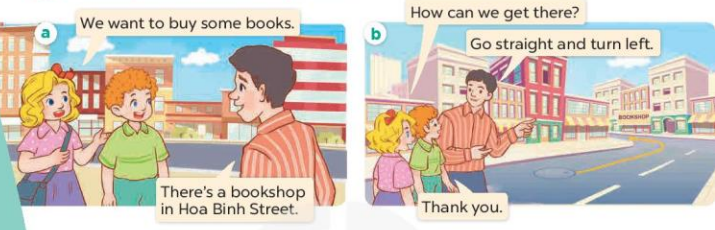 a
We want to buy some books.
There's a bookshop
in Hoa Binh Street.
b
How can we get there?
Go straight and turn left.
BOOKSHOP
Thank you.